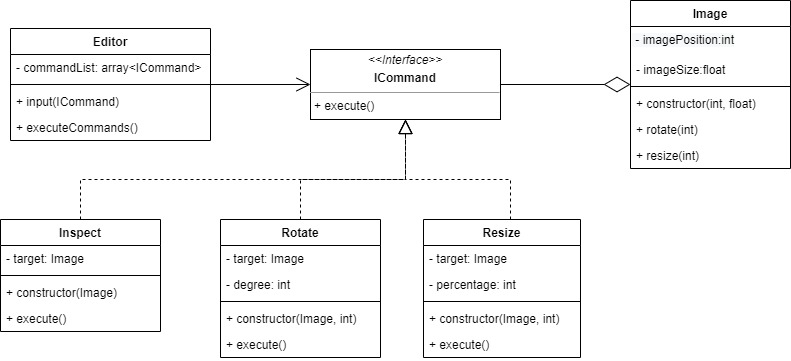 Editor
- commandList: array<ICommand>
+ input(ICommand)
+ executeCommands()
<<Interface>>
ICommand
+ execute()
Image
- imagePosition:int
- imageSize:float
+ constructor(int, float)
+ rotate(int)
+ resize(int)
Inspect
- target: Image
+ constructor(Image)
+ execute()
Rotate
- target: Image
- degree: int
+ constructor(Image, int)
+ execute()
Resize
- target: Image
- percentage: int
+ constructor(Image, int)
+ execute()